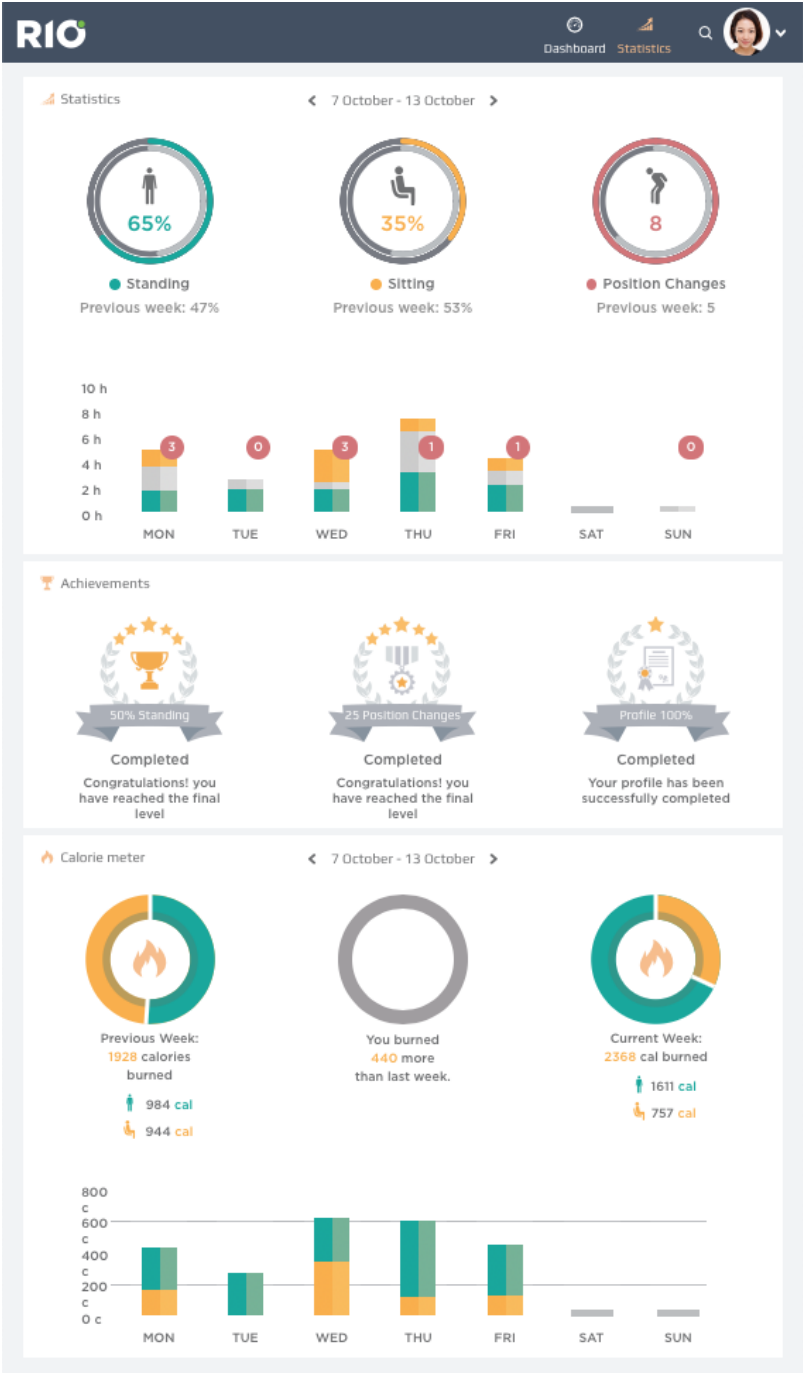 RIO
Dashboard Statistics
Statistics
7 October - 13 October
65%
35%
8
Standing
Sitting
Position Changes
Previous week: 47%
Previous week: 53%
Previous week: 5
10 h
8 h
6 h
4 h
2 h
0 h
3
0
3
1
1
0
MON TUE WED THU FRI SAT SUN
Achievements
50% Standing
25 Position Changes
Profile 100%
Completed
Congratulations! you
have reached the final
level
Completed
Congratulations! you
have reached the final
level
Completed
Your profile has been
successfully completed
Calorie meter
7 October - 13 October
Previous Week:
1928 calories
burned
984 cal
944 cal
You burned
440 more
than last week.
Current Week:
2368 cal burned
1611 cal
757 cal
800
c
600
c
400
c
200
c
0 c
MON TUE WED THU FRI SAT SUN